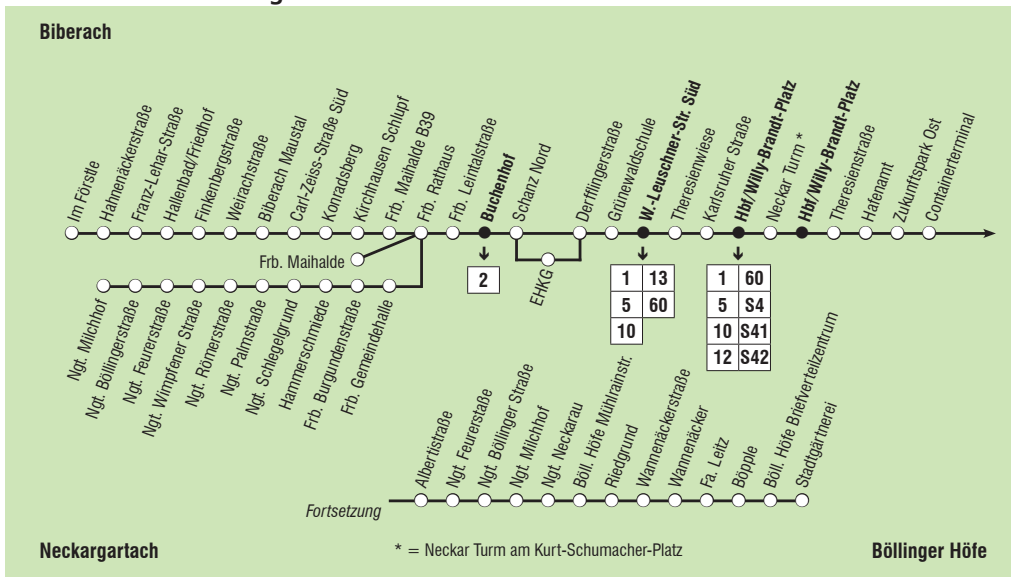 Biberach
Im Förstle
Hahnenäckerstraße
Franz-Lehar-Straße
Hallenbad/Friedhof
Finkenbergstraße
Weirachstraße
Biberach Maustal
Carl-Zeiss-Straße Süd
Konradsberg
Kirchhausen Schlupf
Frb. Maihalde B39
Frb. Rathaus
Frb. Leintalstraße
Buchenhof
Schanz Nord
Derfflingerstraße
Grünewaldschule
W.-Leuschner-Str. Süd
Theresienwiese
Karlsruher Straße
Hbf/Willy-Brandt-Platz
Neckar Turm *
Hbf/Willy-Brandt-Platz
Theresienstraße
Hafenamt
Zukunftspark Ost
Containerterminal
Frb. Maihalde
EHKG
2
1 13
5 60
10
1 60
5 S4
10 S41
12 S42
Ngt. Milchhof
Ngt. Böllingerstraße
Ngt. Feurerstraße
Ngt. Wimpfener Straße
Ngt. Römerstraße
Ngt. Palmstraße
Ngt. Schlegelgrund
Hammerschmiede
Frb. Burgundenstraße
Frb. Gemeindehalle
Fortsetzung
Albertistraße
Ngt. Feurerstaße
Ngt. Böllinger Straße
Ngt. Milchhof
Ngt. Neckarau
Böll. Höfe Mühlrainstr.
Riedgrund
Wannenäckerstraße
Wannenäcker
Fa. Leitz
Böpple
Böll. Höfe Briefverteilzentrum
Stadtgärtnerei
Neckargartach
* = Neckar Turm am Kurt-Schumacher-Platz
Böllinger Höfe